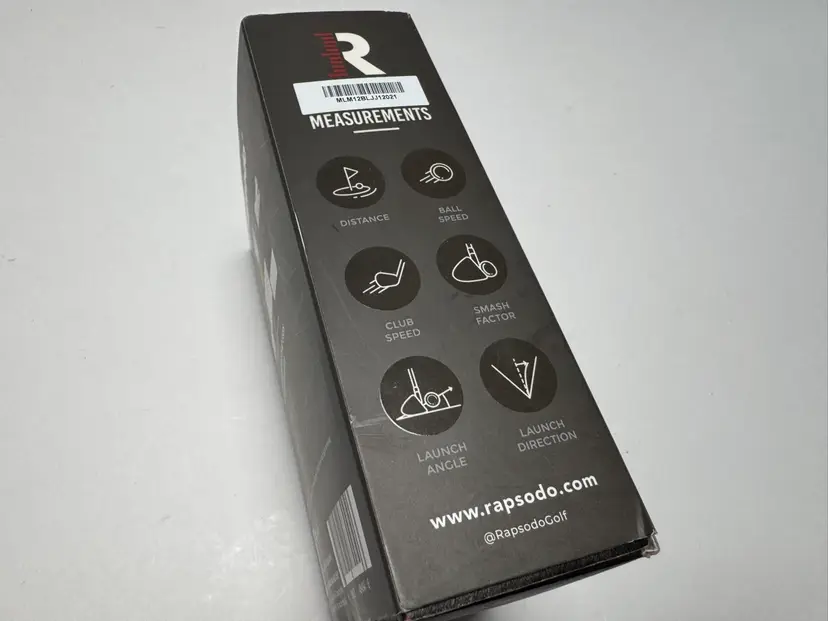 R
MLM12BLJJ12021
MEASUREMENTS
DISTANCE
BALL
SPEED
CLUB
SPEED
SMASH
FACTOR
LAUNCH
ANGLE
LAUNCH
DIRECTION
www.rapsodo.com
@RapsodoGolf